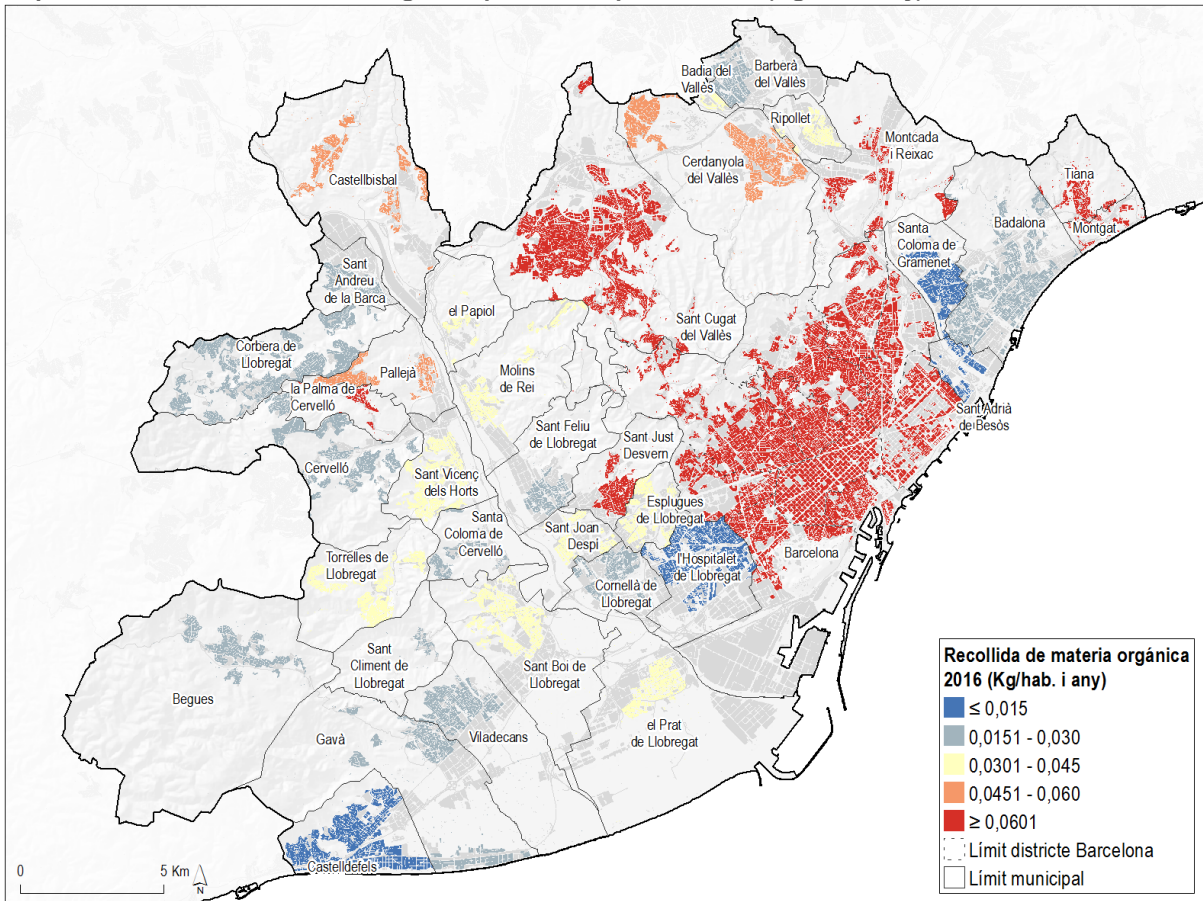 Badia del
Vallès
Barberà
del Vallès
Ripollet
Montcada
i Reixac
Castellbisbal
Cerdanyola
del Vallès
Tiana
Santa
Coloma de
Gramenet
Badalona
Montgat
Sant
Andreu
de la Barca
el Papiol
Sant Cugat
del Vallès
Corbera de
Llobregat
Pallejà
la Palma de
Cervelló
Molins
de Rei
Sant Adrià
de Besòs
Sant Feliu
de Llobregat
Sant Just
Desvern
Cervelló
Sant Vicenç
dels Horts
Esplugues
de Llobregat
Santa
Coloma de
Cervelló
Sant Joan
Despí
Barcelona
l'Hospitalet
de Llobregat
Torrelles de
Llobregat
Cornellà de
Llobregat
Sant
Climent de
Llobregat
Sant Boi de
Llobregat
Begues
el Prat
de Llobregat
Gavà
Viladecans
Castelldefels
0
5 Km
N
Recollida de materia orgánica
2016 (Kg/hab. i any)
≤ 0,015
0,0151 - 0,030
0,0301 - 0,045
0,0451 - 0,060
≥ 0,0601
Límit districte Barcelona
Límit municipal